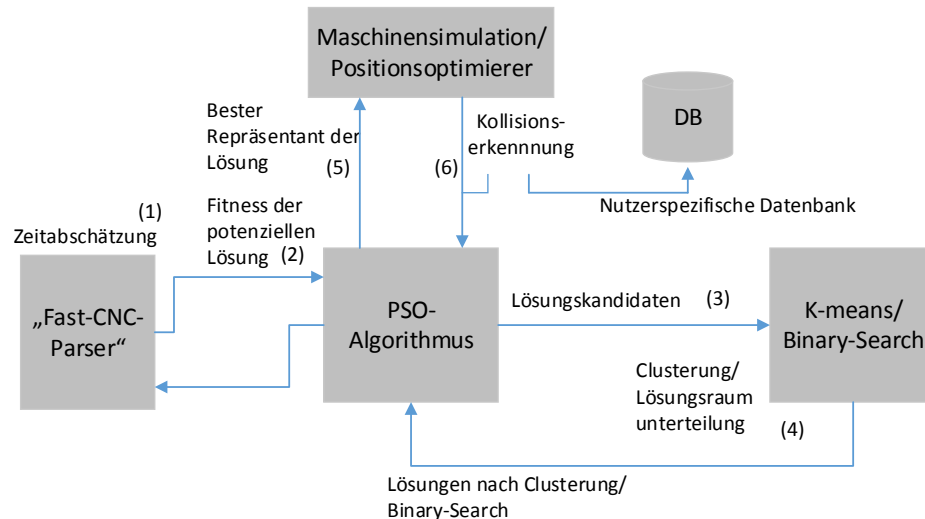 Maschinensimulation/
Positionsoptimierer
DB
Bester
Repräsentant der
Lösung
(5)
(6)
Kollisions-
erkennnung
Nutzerspezifische Datenbank
(1)
Zeitabschätzung
Fitness der
potenziellen
Lösung (2)
„Fast-CNC-
Parser“
PSO-
Algorithmus
Lösungskandidaten (3)
K-means/
Binary-Search
Clusterung/
Lösungsraum
unterteilung (4)
Lösungen nach Clusterung/
Binary-Search